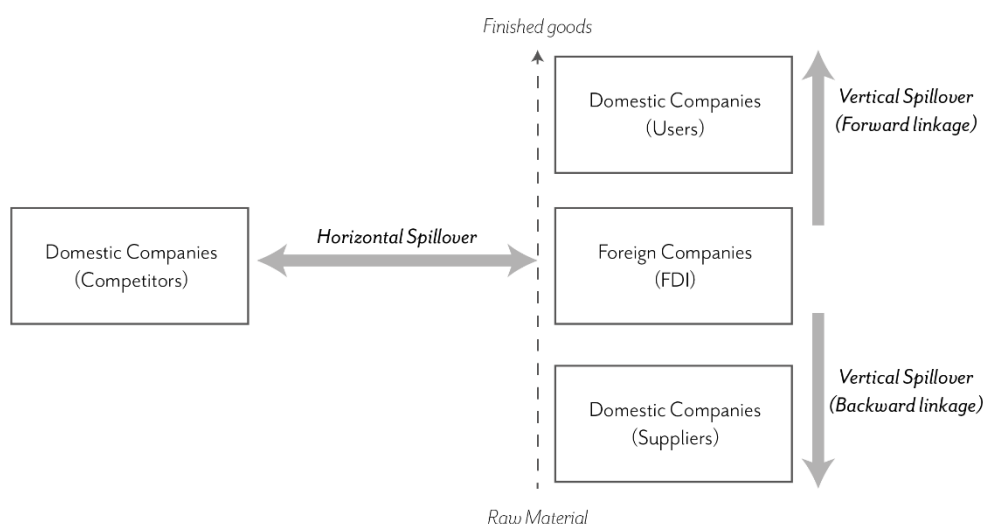 Finished goods
Domestic Companies
(Users)
Vertical Spillover
(Forward linkage)
Domestic Companies
(Competitors)
Horizontal Spillover
Foreign Companies
(FDI)
Vertical Spillover
(Backward linkage)
Domestic Companies
(Suppliers)
Raw Material